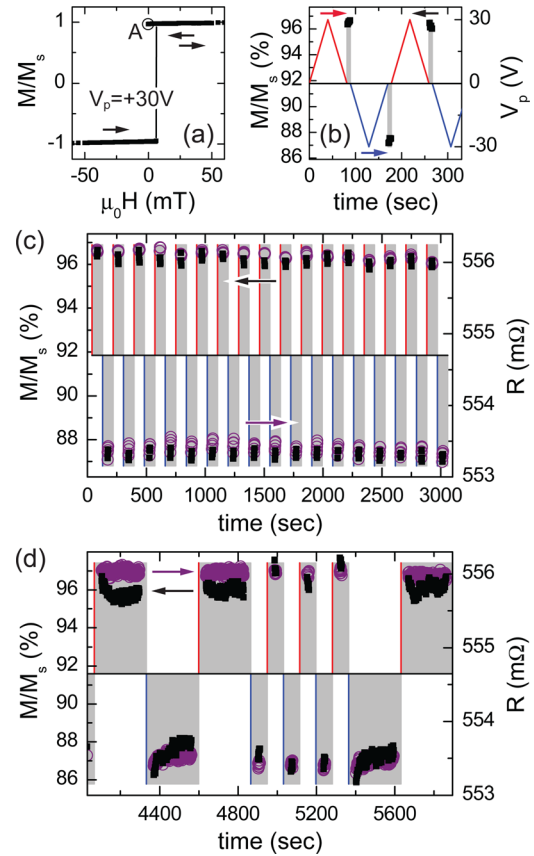 (a)
M/Mₛ
1
0
-1
A
Vₚ=+30V
-50 0 50
μ₀H (mT)
(b)
M/Mₛ (%)
96
94
92
90
88
86
30
0
-30
Vₚ (V)
0 100 200 300
time (sec)
(c)
M/Mₛ (%)
96
92
88
556
555
554
553
R (mΩ)
0 500 1000 1500 2000 2500 3000
time (sec)
(d)
M/Mₛ (%)
96
94
92
90
88
86
556
555
554
553
R (mΩ)
4400 4800 5200 5600
time (sec)